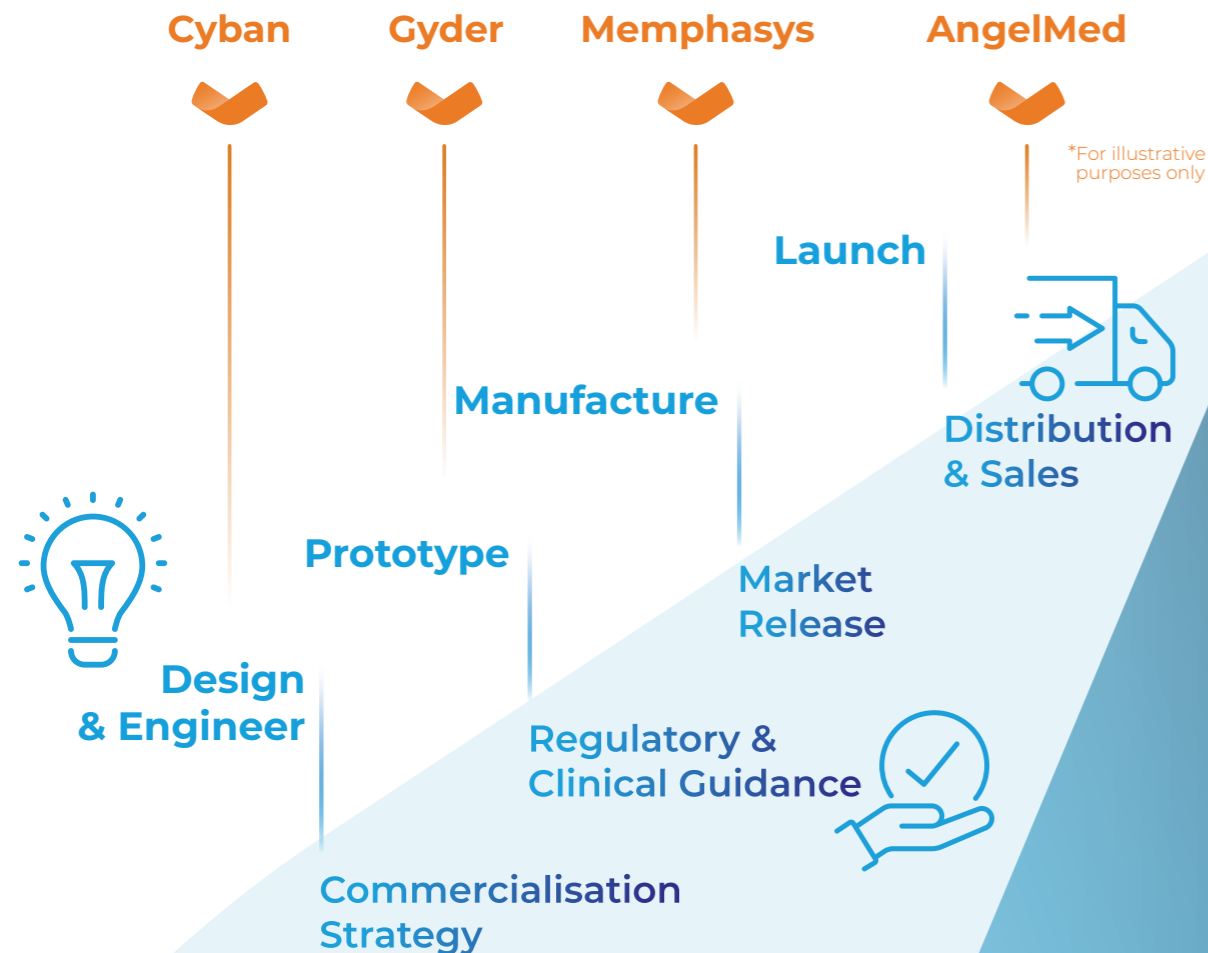 Cyban
Gyder
Memphasys
AngelMed
*For illustrative
purposes only
Launch
Manufacture
Distribution
& Sales
Prototype
Market
Release
Design
& Engineer
Regulatory &
Clinical Guidance
Commercialisation
Strategy